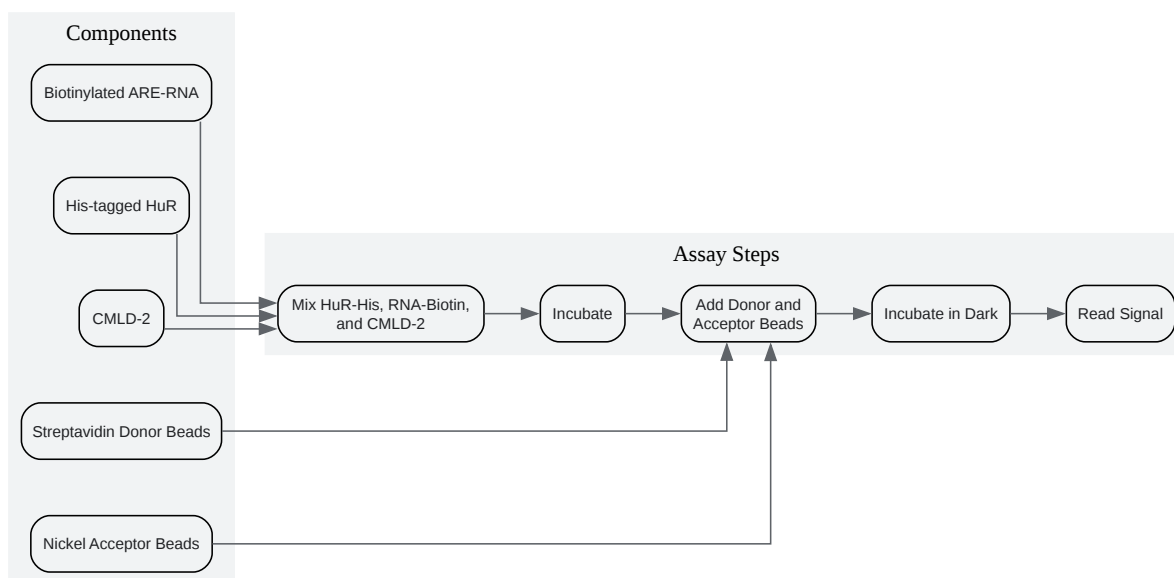 Components
Biotinylated ARE-RNA
His-tagged HuR
CMLD-2
Streptavidin Donor Beads
Nickel Acceptor Beads
Assay Steps
Mix HuR-His, RNA-Biotin,
and CMLD-2
Incubate
Add Donor and
Acceptor Beads
Incubate in Dark
Read Signal